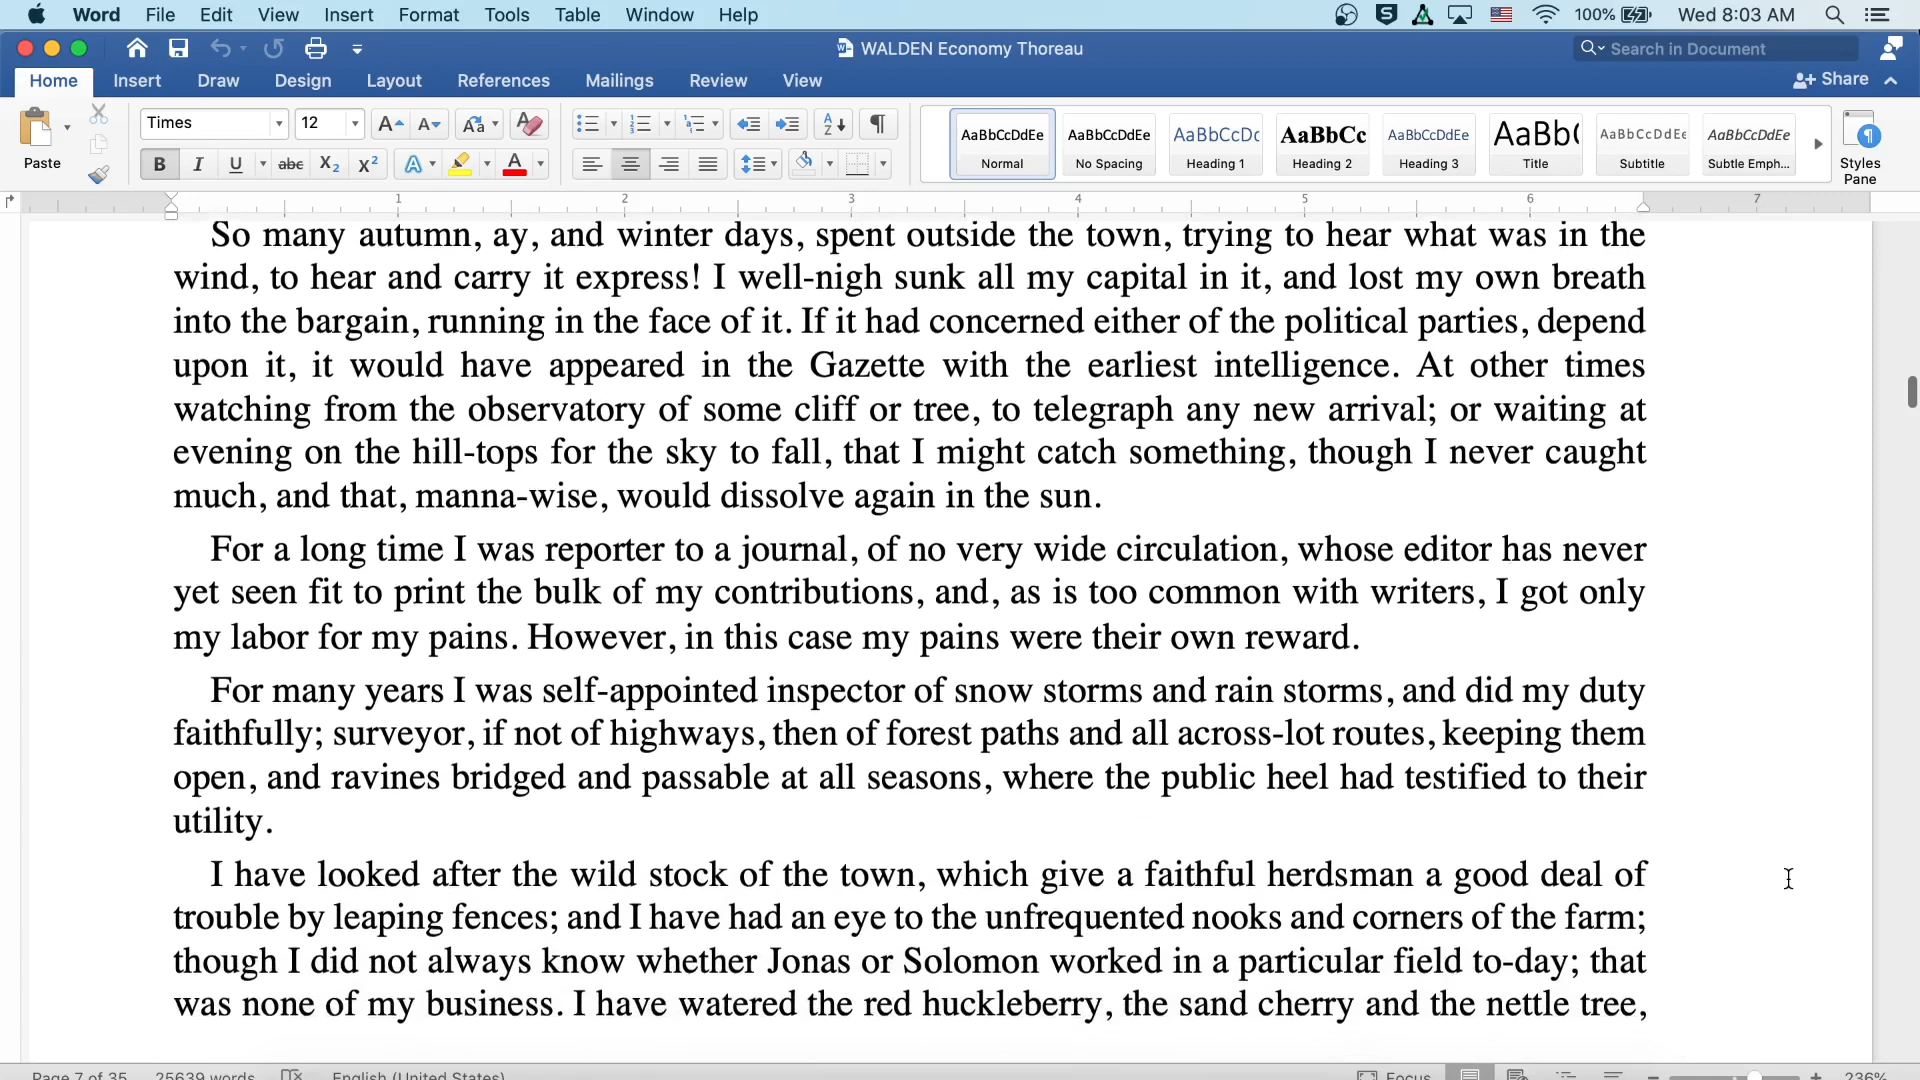 Word File Edit View Insert Format Tools Table Window Help 100% Wed 8:03 AM
WALDEN Economy Thoreau Search in Document
Home Insert Draw Design Layout References Mailings Review View Share
Times 12 AaBbCcDdEe AaBbCcDdEe AaBbCcDc AaBbCc AaBbCcDdEe AaBb( AaBbCcDdEe AaBbCcDdEe
Paste Normal No Spacing Heading 1 Heading 2 Heading 3 Title Subtitle Subtle Emph... Styles Pane
1 2 3 4 5 6 7
So many autumn, ay, and winter days, spent outside the town, trying to hear what was in the
wind, to hear and carry it express! I well-nigh sunk all my capital in it, and lost my own breath
into the bargain, running in the face of it. If it had concerned either of the political parties, depend
upon it, it would have appeared in the Gazette with the earliest intelligence. At other times
watching from the observatory of some cliff or tree, to telegraph any new arrival; or waiting at
evening on the hill-tops for the sky to fall, that I might catch something, though I never caught
much, and that, manna-wise, would dissolve again in the sun.
For a long time I was reporter to a journal, of no very wide circulation, whose editor has never
yet seen fit to print the bulk of my contributions, and, as is too common with writers, I got only
my labor for my pains. However, in this case my pains were their own reward.
For many years I was self-appointed inspector of snow storms and rain storms, and did my duty
faithfully; surveyor, if not of highways, then of forest paths and all across-lot routes, keeping them
open, and ravines bridged and passable at all seasons, where the public heel had testified to their
utility.
I have looked after the wild stock of the town, which give a faithful herdsman a good deal of
trouble by leaping fences; and I have had an eye to the unfrequented nooks and corners of the farm;
though I did not always know whether Jonas or Solomon worked in a particular field to-day; that
was none of my business. I have watered the red huckleberry, the sand cherry and the nettle tree,
Page 7 of 35 25639 words English (United States) Focus 236%